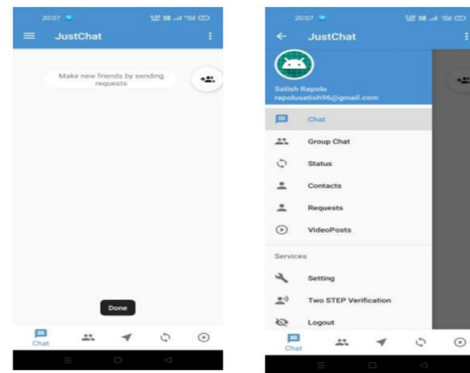 20:07
JustChat
Make new friends by sending
requests
Done
Chat
20:07
JustChat
Satish Rapolu
rapolusatish96@gmail.com
Chat
Group Chat
Status
Contacts
Requests
VideoPosts
Services
Setting
Two STEP Verification
Logout
Chat